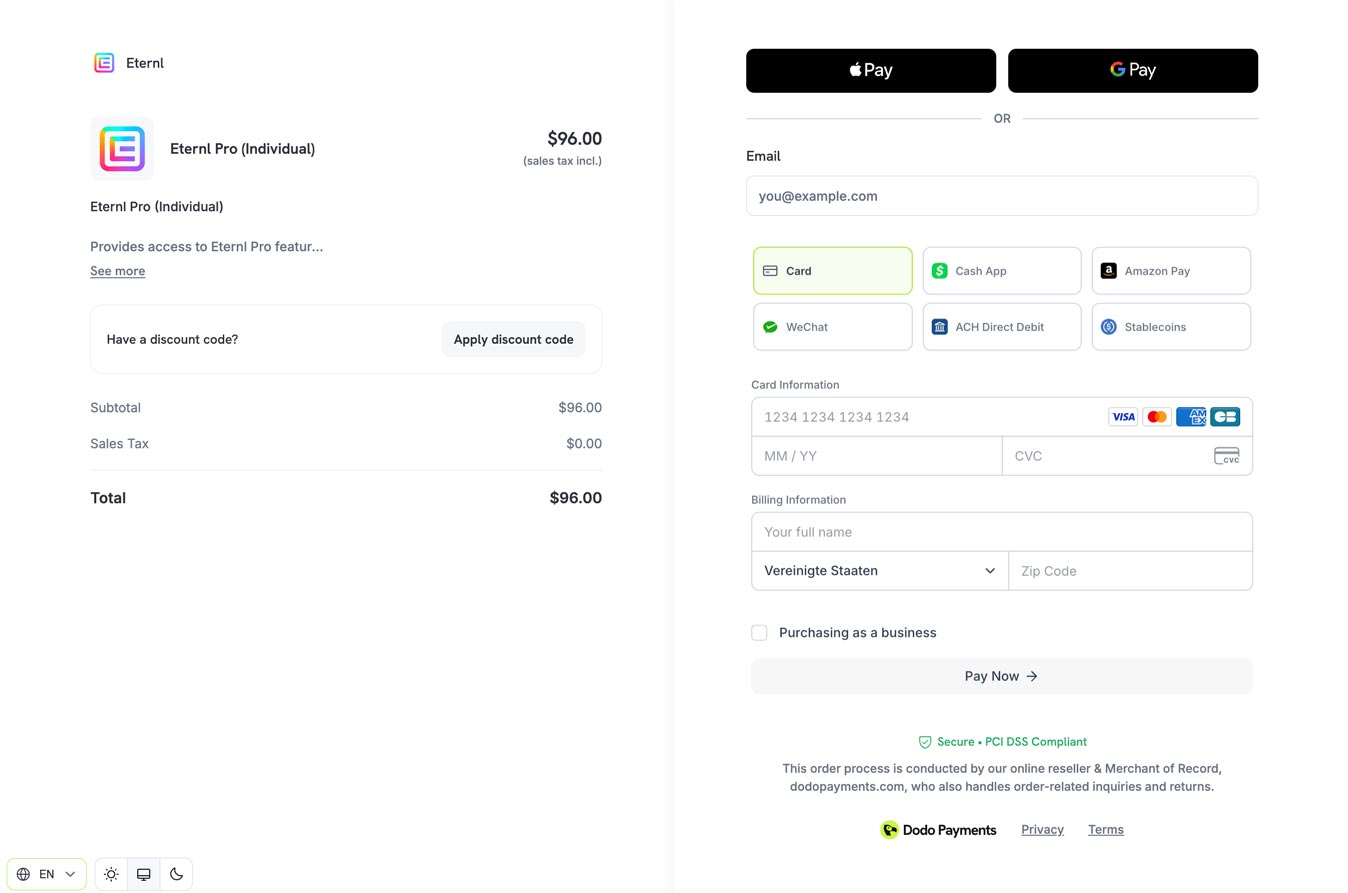 Eternl
Eternl Pro (Individual)
$96.00
(sales tax incl.)
Eternl Pro (Individual)
Provides access to Eternl Pro featur...
See more
Have a discount code?
Apply discount code
Subtotal
$96.00
Sales Tax
$0.00
Total
$96.00
EN
Pay
G Pay
OR
Email
you@example.com
Card
Cash App
Amazon Pay
WeChat
ACH Direct Debit
Stablecoins
Card Information
1234 1234 1234 1234
VISA
AM
EX
CB
MM / YY
CVC
CVC
Billing Information
Your full name
Vereinigte Staaten
Zip Code
Purchasing as a business
Pay Now →
Secure • PCI DSS Compliant
This order process is conducted by our online reseller & Merchant of Record,
dodopayments.com, who also handles order-related inquiries and returns.
Dodo Payments
Privacy
Terms